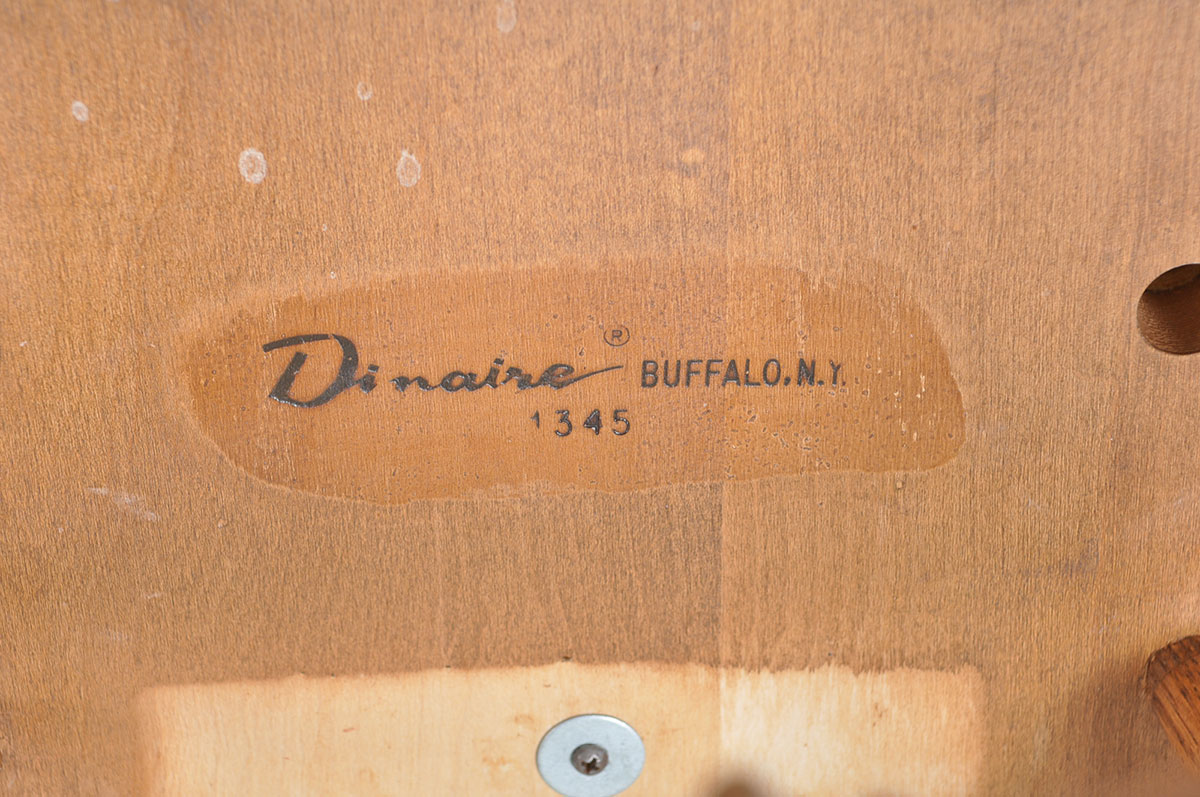 Dinaire ® BUFFALO, N.Y.
1345